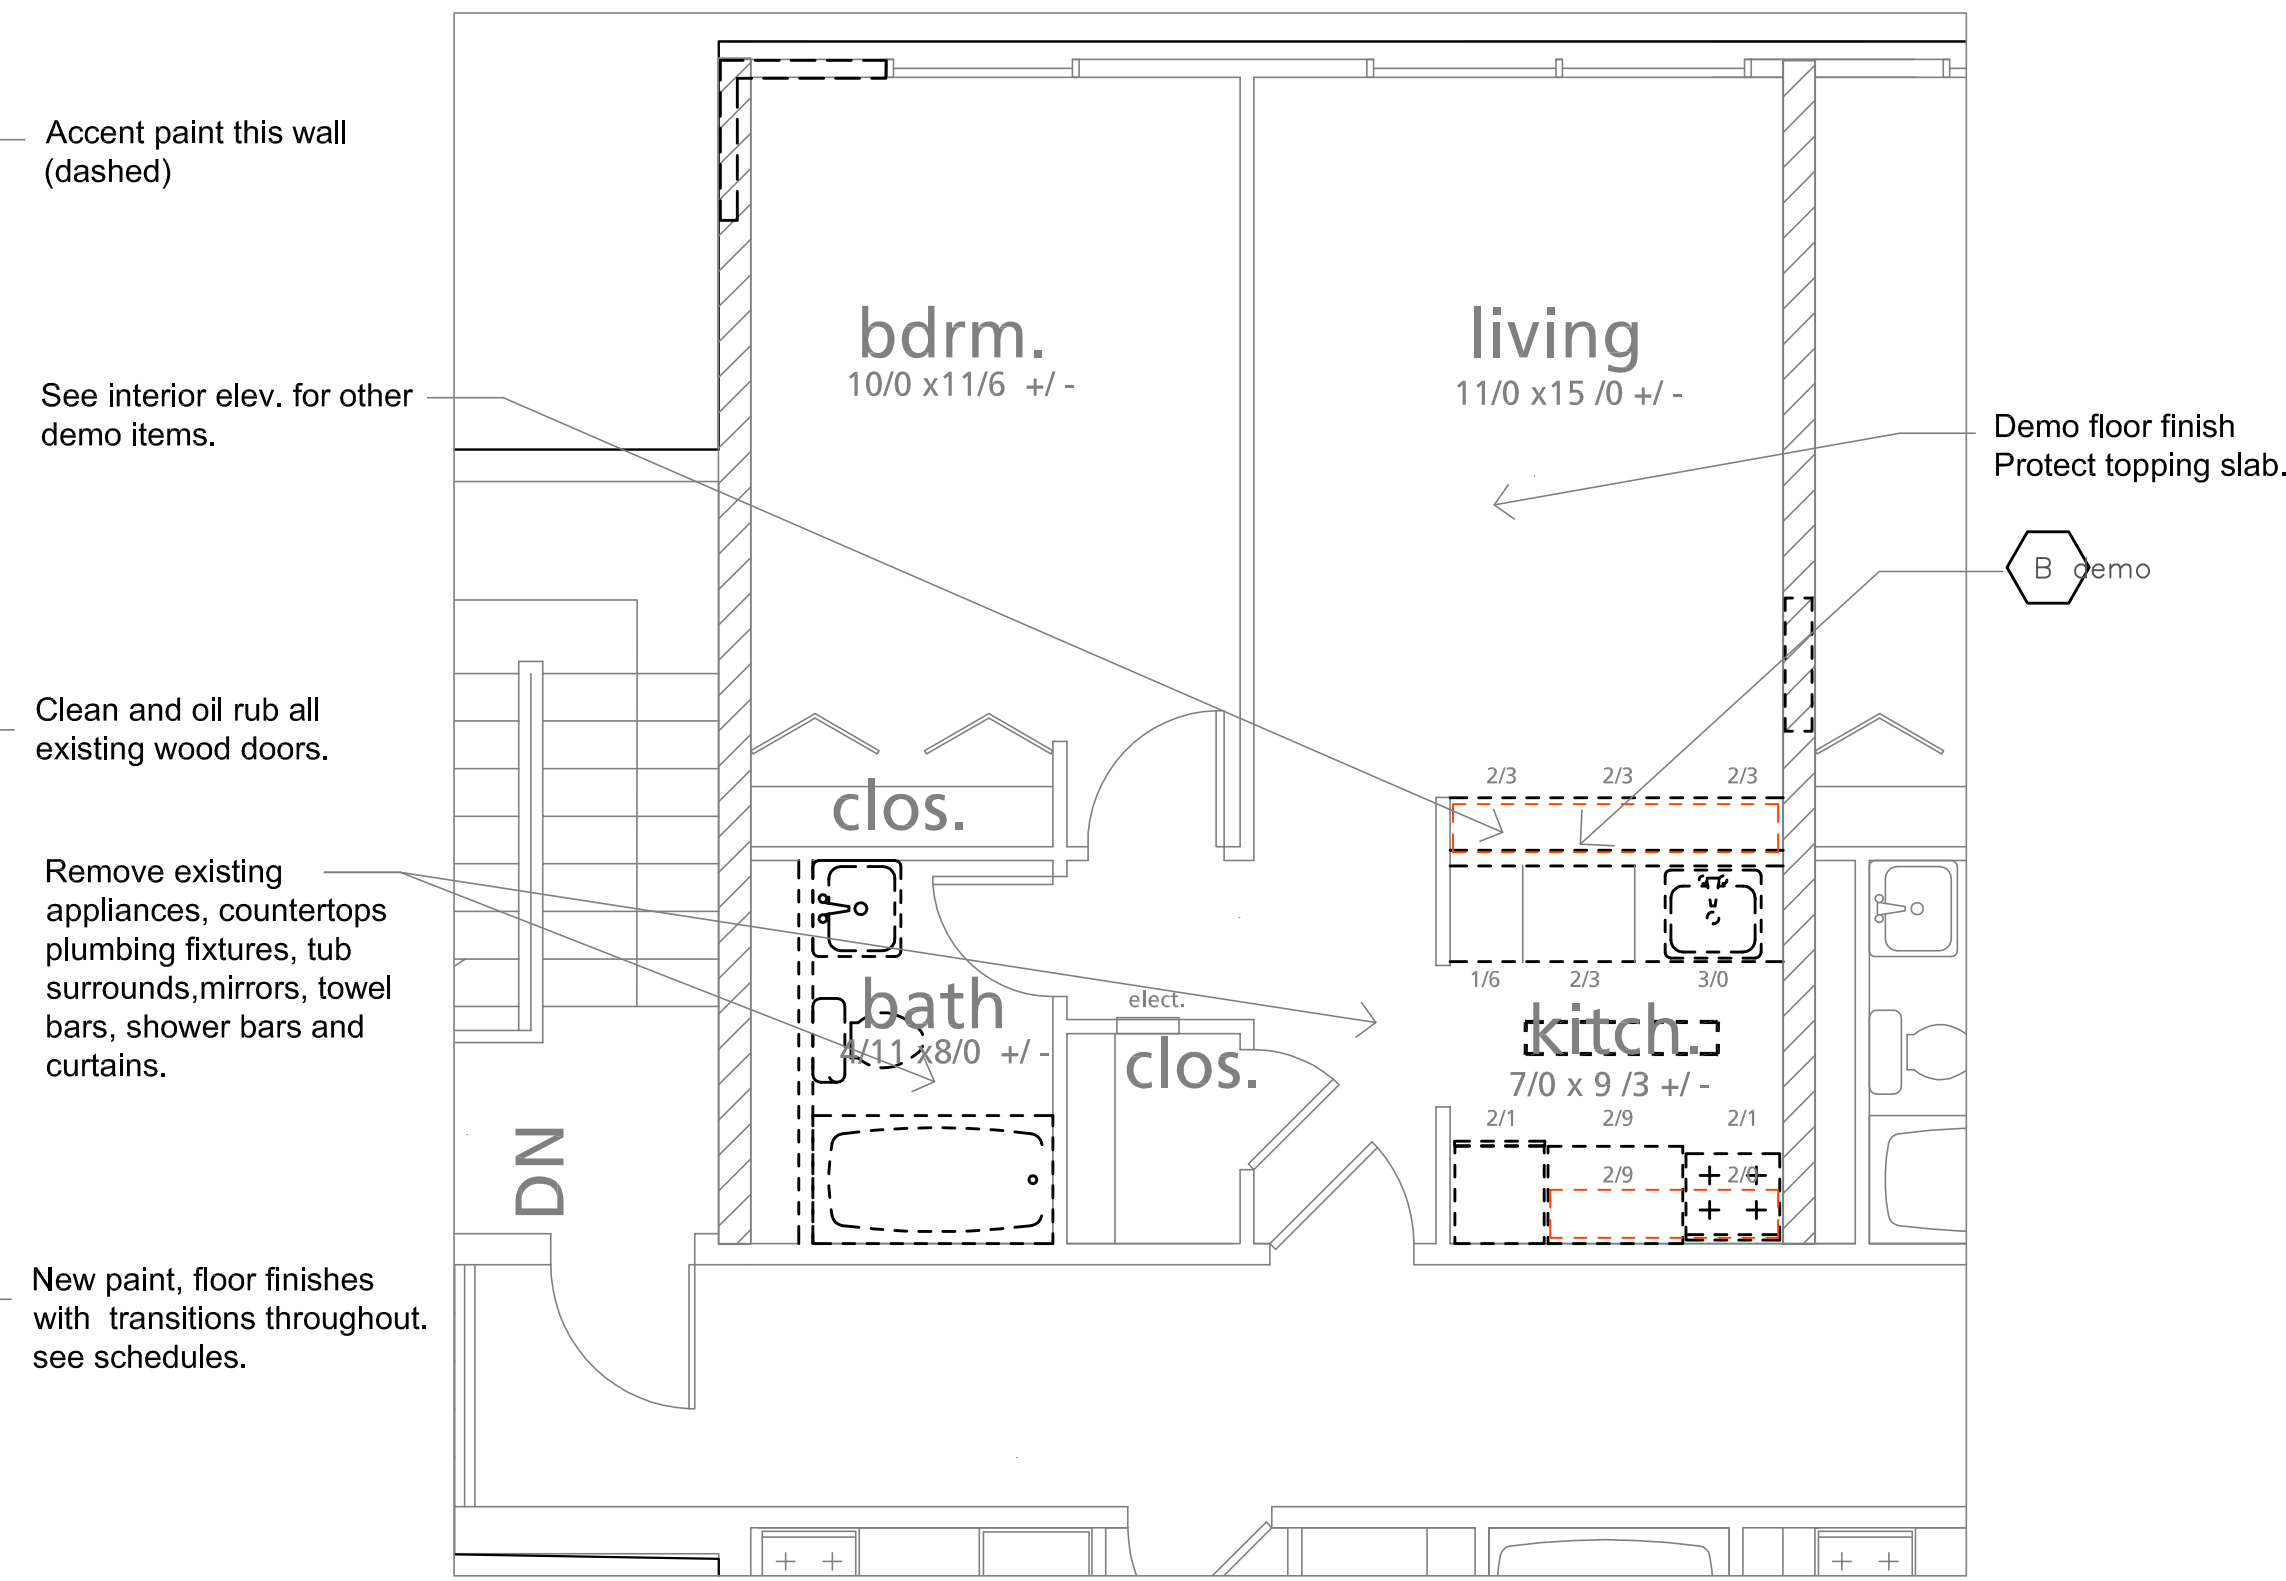 Accent paint this wall
(dashed)
See interior elev. for other
demo items.
Clean and oil rub all
existing wood doors.
Remove existing
appliances, countertops
plumbing fixtures, tub
surrounds,mirrors, towel
bars, shower bars and
curtains.
New paint, floor finishes
with transitions throughout.
see schedules.
bdrm.
10/0 x11/6 +/ -
living
11/0 x15 /0 +/ -
Demo floor finish
Protect topping slab.
B demo
clos.
2/3 2/3 2/3
bath
4/11 x8/0 +/ -
elect.
clos.
1/6 2/3 3/0
kitch.
7/0 x 9 /3 +/ -
2/1 2/9 2/1
2/9 2/0
DN